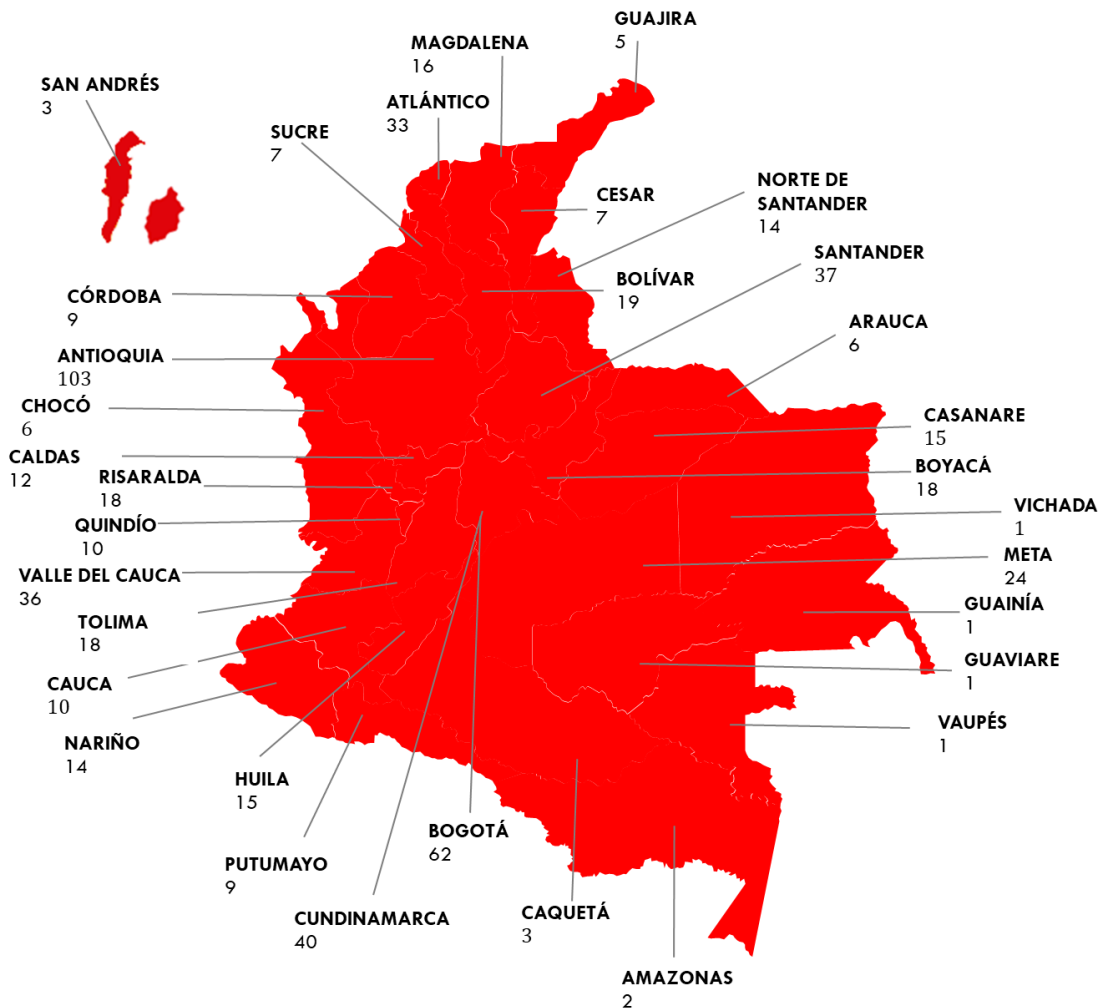 GUAJIRA
5
MAGDALENA
16
SAN ANDRÉS
3
ATLÁNTICO
33
SUCRE
7
CESAR
7
NORTE DE
SANTANDER
14
SANTANDER
37
BOLÍVAR
19
CÓRDOBA
9
ARAUCA
6
ANTIOQUIA
103
CHOCÓ
6
CASANARE
15
CALDAS
12
RISARALDA
18
BOYACÁ
18
QUINDÍO
10
VICHADA
1
META
24
VALLE DEL CAUCA
36
GUAINÍA
1
TOLIMA
18
GUAVIARE
1
CAUCA
10
VAUPÉS
1
NARIÑO
14
HUILA
15
BOGOTÁ
62
PUTUMAYO
9
CUNDINAMARCA
40
CAQUETÁ
3
AMAZONAS
2